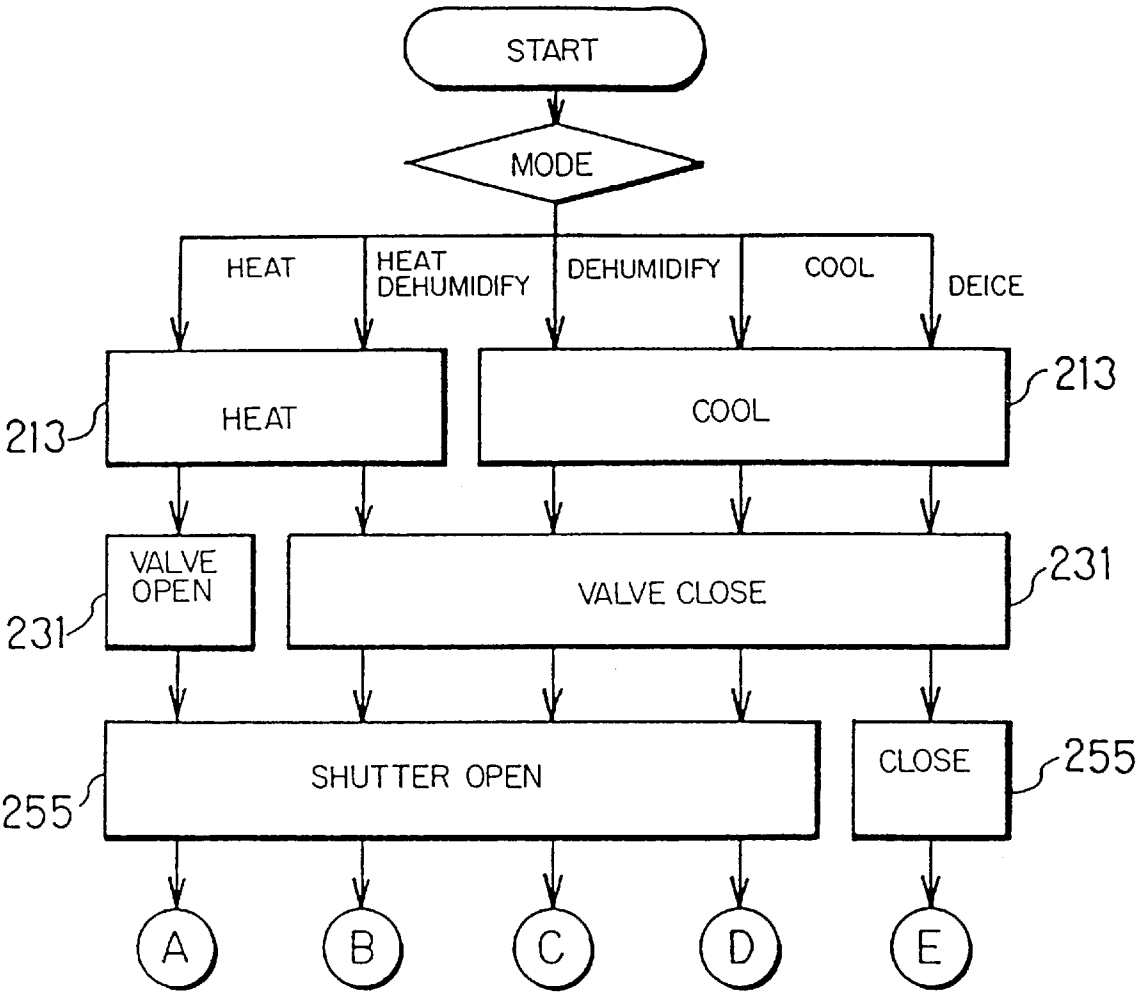 START
MODE
HEAT
HEAT
DEHUMIDIFY
DEHUMIDIFY
COOL
DEICE
213
HEAT
COOL
213
VALVE
OPEN
231
VALVE CLOSE
231
SHUTTER OPEN
255
CLOSE
255
A
B
C
D
E